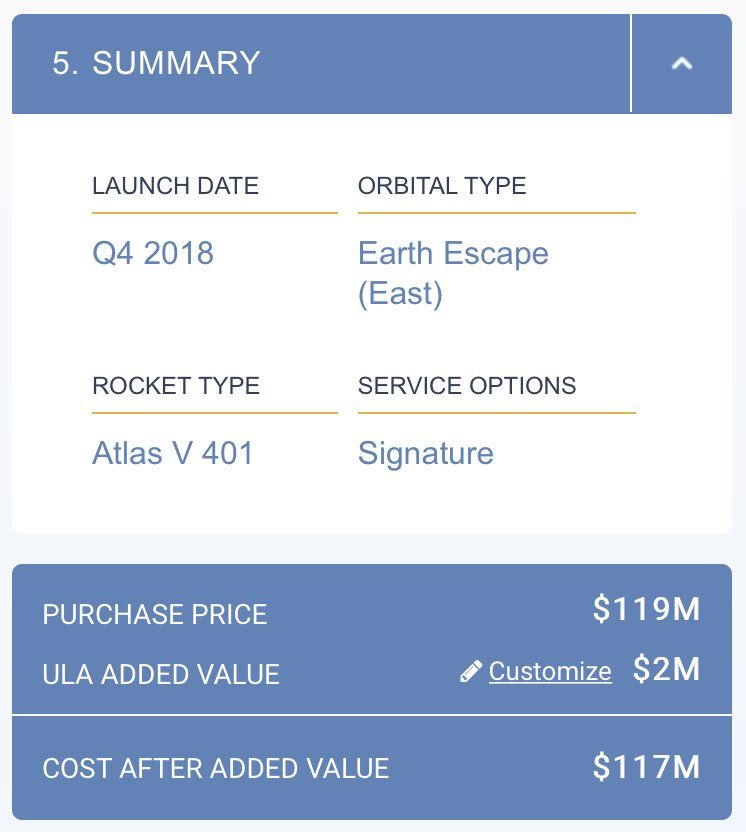 5. SUMMARY
LAUNCH DATE
Q4 2018
ORBITAL TYPE
Earth Escape
(East)
ROCKET TYPE
Atlas V 401
SERVICE OPTIONS
Signature
PURCHASE PRICE $119M
ULA ADDED VALUE Customize $2M
COST AFTER ADDED VALUE $117M